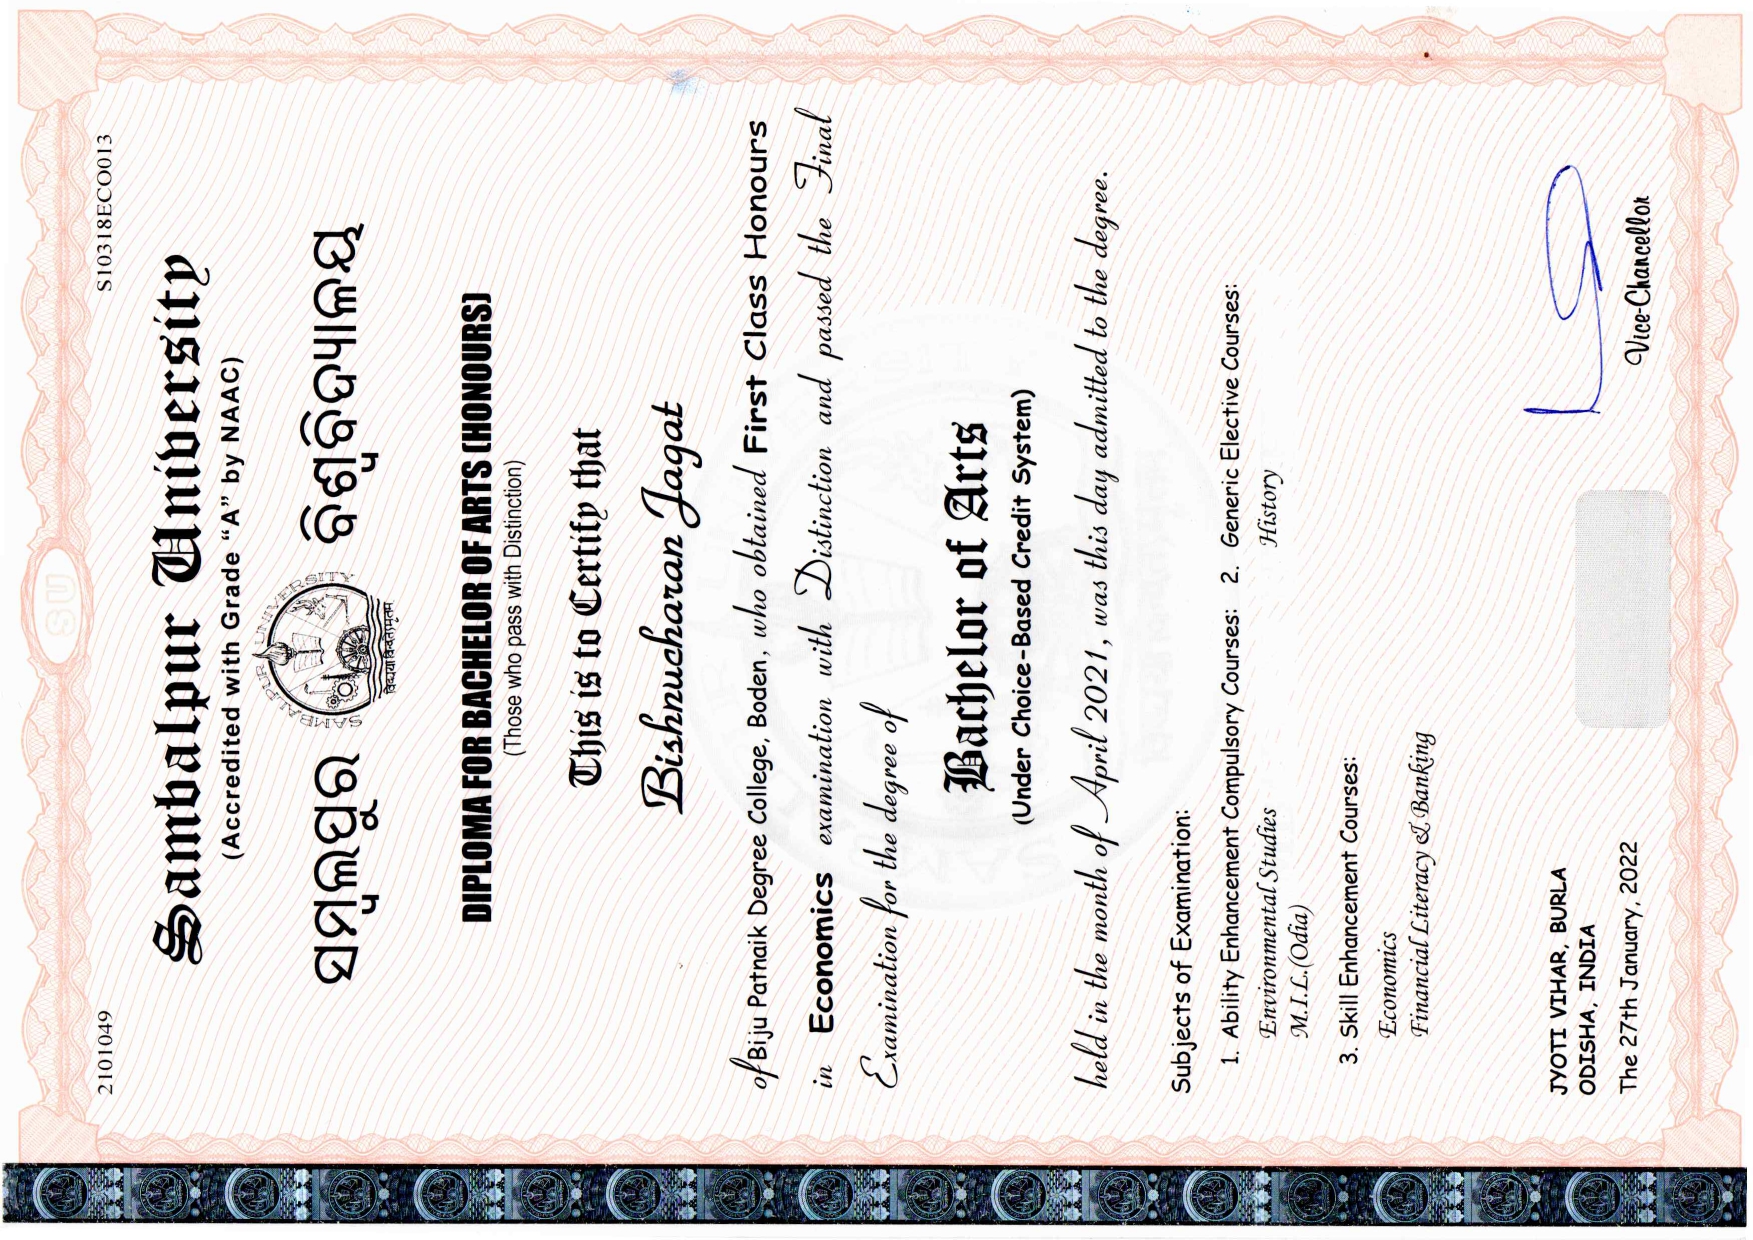 2101049 S10318ECO013
Sambalpur University
(Accredited with Grade “A” by NAAC)
ସମ୍ବଲପୁର ବିଶ୍ୱବିଦ୍ୟାଳୟ
SAMBALPUR UNIVERSITY
DIPLOMA FOR BACHELOR OF ARTS (HONOURS)
(Those who pass with Distinction)
This is to Certify that
Bishnucharan Jagat
of Biju Patnaik Degree College, Boden, who obtained First Class Honours
in Economics examination with Distinction and passed the Final
Examination for the degree of
Bachelor of Arts
(Under Choice-Based Credit System)
held in the month of April 2021, was this day admitted to the degree.
Subjects of Examination:
1. Ability Enhancement Compulsory Courses: 2. Generic Elective Courses:
Environmental Studies History
M.I.L.(Odia)
3. Skill Enhancement Courses:
Economics
Financial Literacy & Banking
JYOTI VIHAR, BURLA
ODISHA, INDIA
The 27th January, 2022 Vice-Chancellor
SU